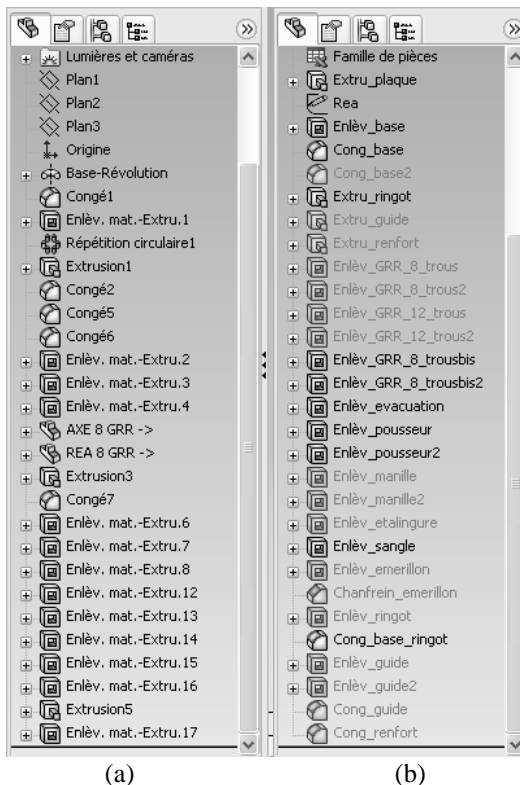 Lumières et caméras
Plan1
Plan2
Plan3
Origine
Base-Révolution
Congé1
Enlèv. mat.-Extru.1
Répétition circulaire1
Extrusion1
Congé2
Congé5
Congé6
Enlèv. mat.-Extru.2
Enlèv. mat.-Extru.3
Enlèv. mat.-Extru.4
AXE 8 GRR ->
REA 8 GRR ->
Extrusion3
Congé7
Enlèv. mat.-Extru.6
Enlèv. mat.-Extru.7
Enlèv. mat.-Extru.8
Enlèv. mat.-Extru.12
Enlèv. mat.-Extru.13
Enlèv. mat.-Extru.14
Enlèv. mat.-Extru.15
Enlèv. mat.-Extru.16
Extrusion5
Enlèv. mat.-Extru.17
(a)
Famille de pièces
Extru_plaque
Rea
Enlèv_base
Cong_base
Cong_base2
Extru_ringot
Extru_guide
Extru_renfort
Enlèv_GRR_8_trous
Enlèv_GRR_8_trous2
Enlèv_GRR_12_trous
Enlèv_GRR_12_trous2
Enlèv_GRR_8_trousbis
Enlèv_GRR_8_trousbis2
Enlèv_evacuation
Enlèv_pousseur
Enlèv_pousseur2
Enlèv_manille
Enlèv_manille2
Enlèv_etalingure
Enlèv_sangle
Enlèv_emerillon
Chanfrein_emerillon
Enlèv_ringot
Cong_base_ringot
Enlèv_guide
Enlèv_guide2
Cong_guide
Cong_renfort
(b)